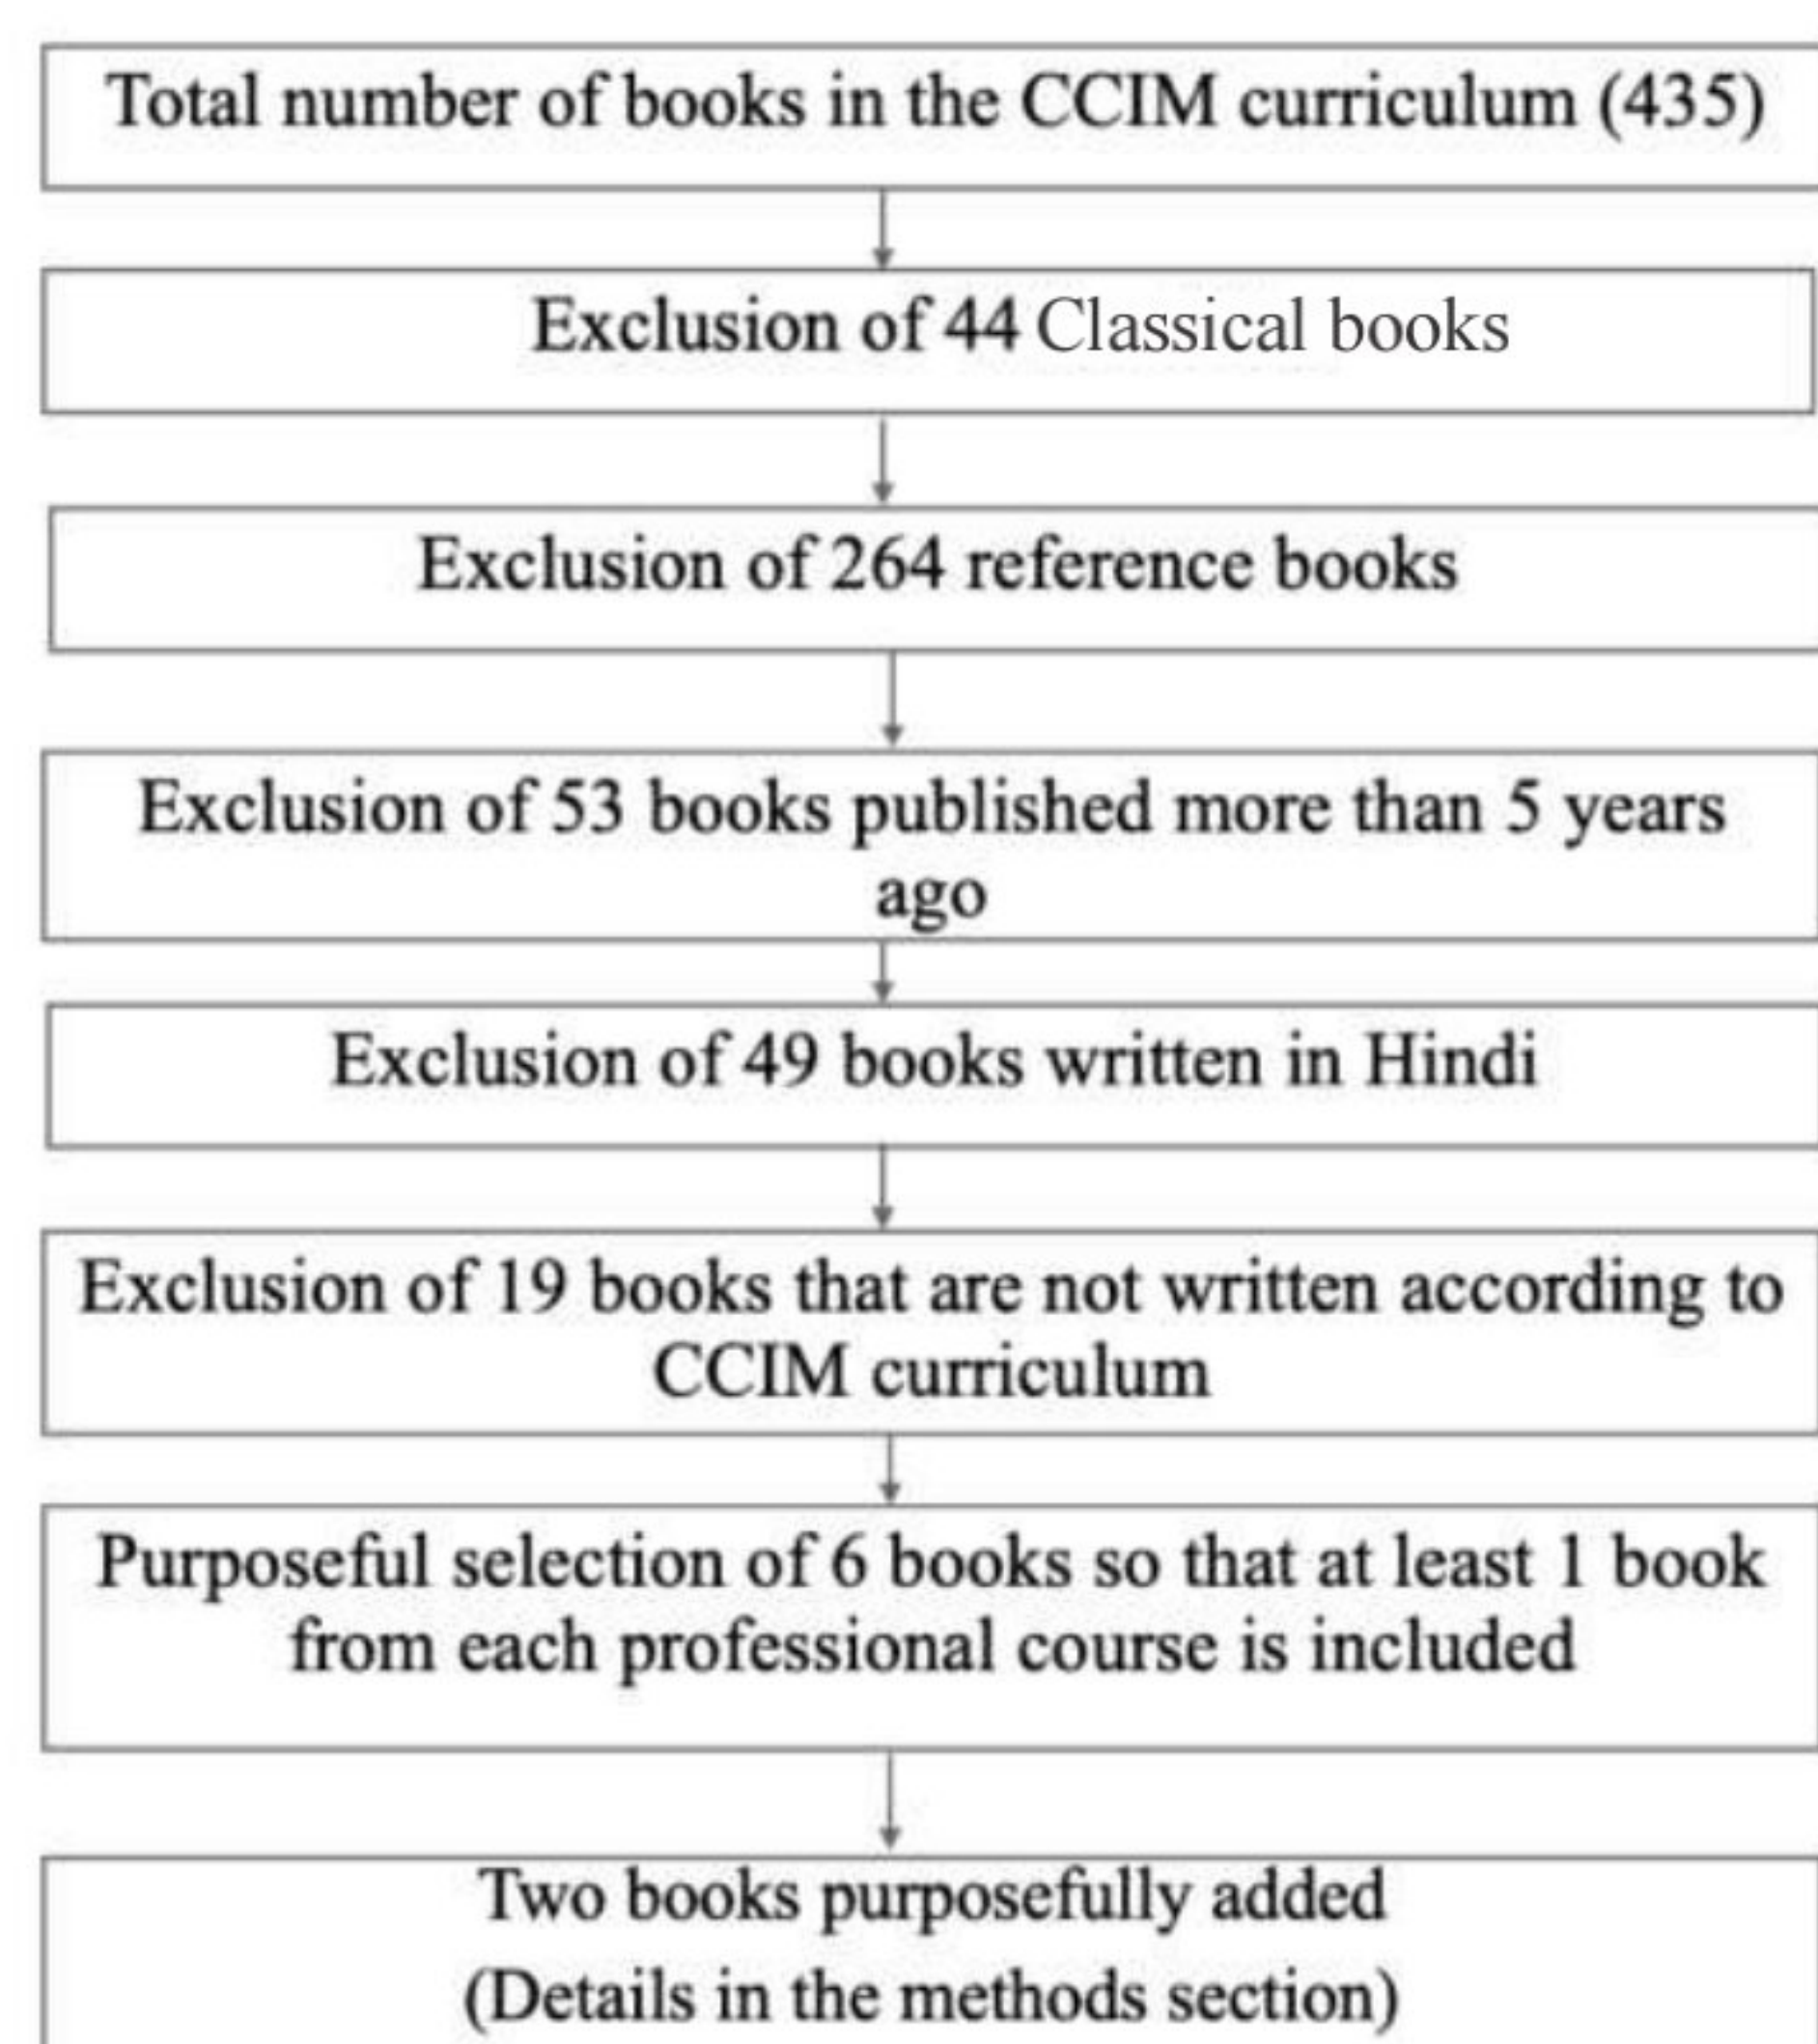 Total number of books in the CCIM curriculum (435)
Exclusion of 44 Classical books
Exclusion of 264 reference books
Exclusion of 53 books published more than 5 years
ago
Exclusion of 49 books written in Hindi
Exclusion of 19 books that are not written according to
CCIM curriculum
Purposeful selection of 6 books so that at least 1 book
from each professional course is included
Two books purposefully added
(Details in the methods section)